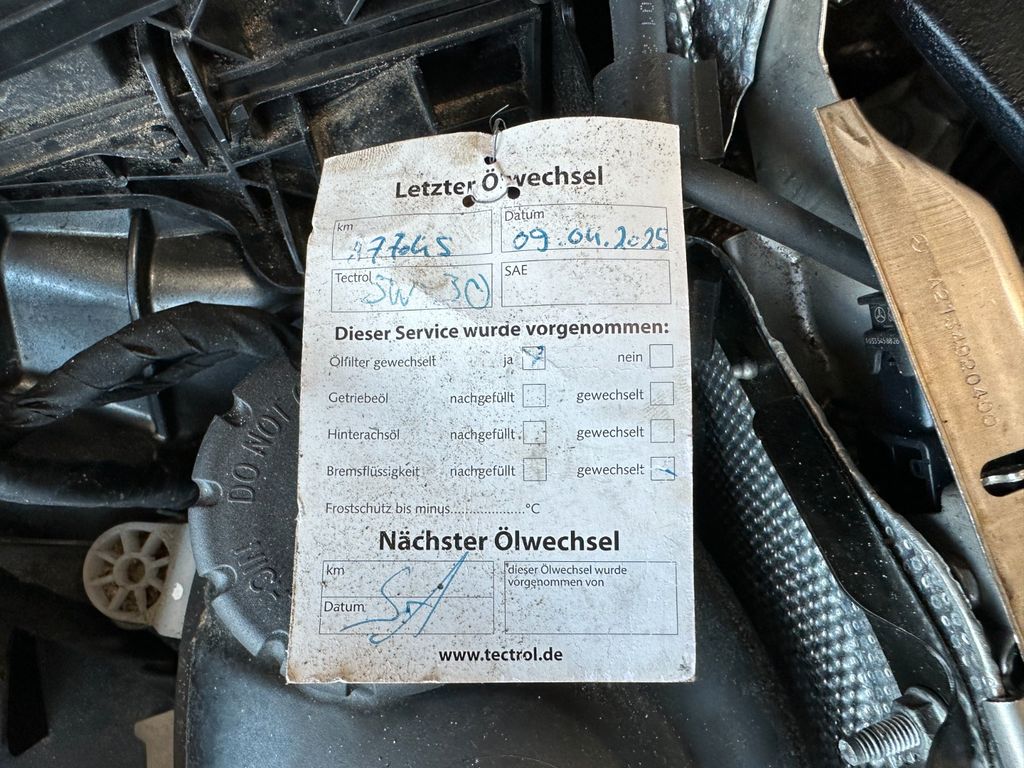 Letzter Ölwechsel
km
Datum
09.04.2025
Tectrol
5W-30
SAE
Dieser Service wurde vorgenommen:
Ölfilter gewechselt ja nein
Getriebeöl nachgefüllt gewechselt
Hinterachsöl nachgefüllt gewechselt
Bremsflüssigkeit nachgefüllt gewechselt
Frostschutz bis minus..................°C
Nächster Ölwechsel
km
Datum
dieser Ölwechsel wurde
vorgenommen von
www.tectrol.de
DO NOT